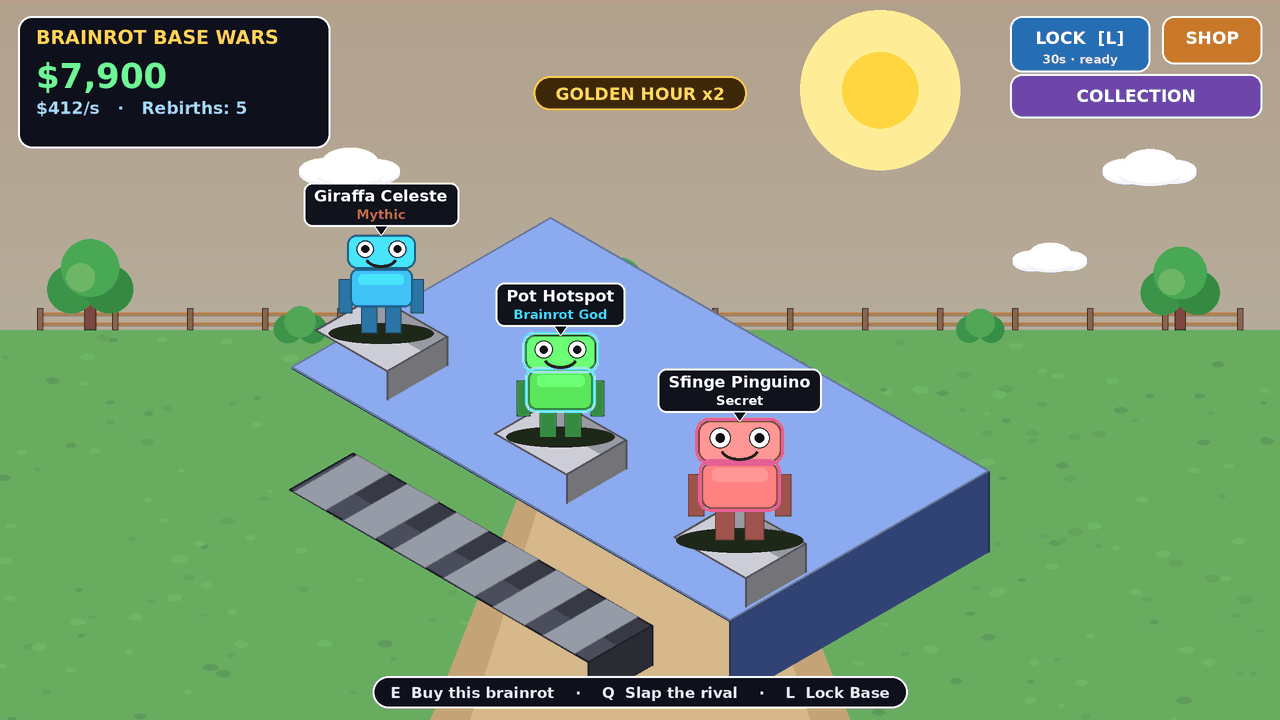 BRAINROT BASE WARS
$7,900
$412/s · Rebirths: 5
GOLDEN HOUR x2
LOCK [L]
30s · ready
SHOP
COLLECTION
Giraffa Celeste
Mythic
Pot Hotspot
Brainrot God
Sfinge Pinguino
Secret
E Buy this brainrot · Q Slap the rival · L Lock Base